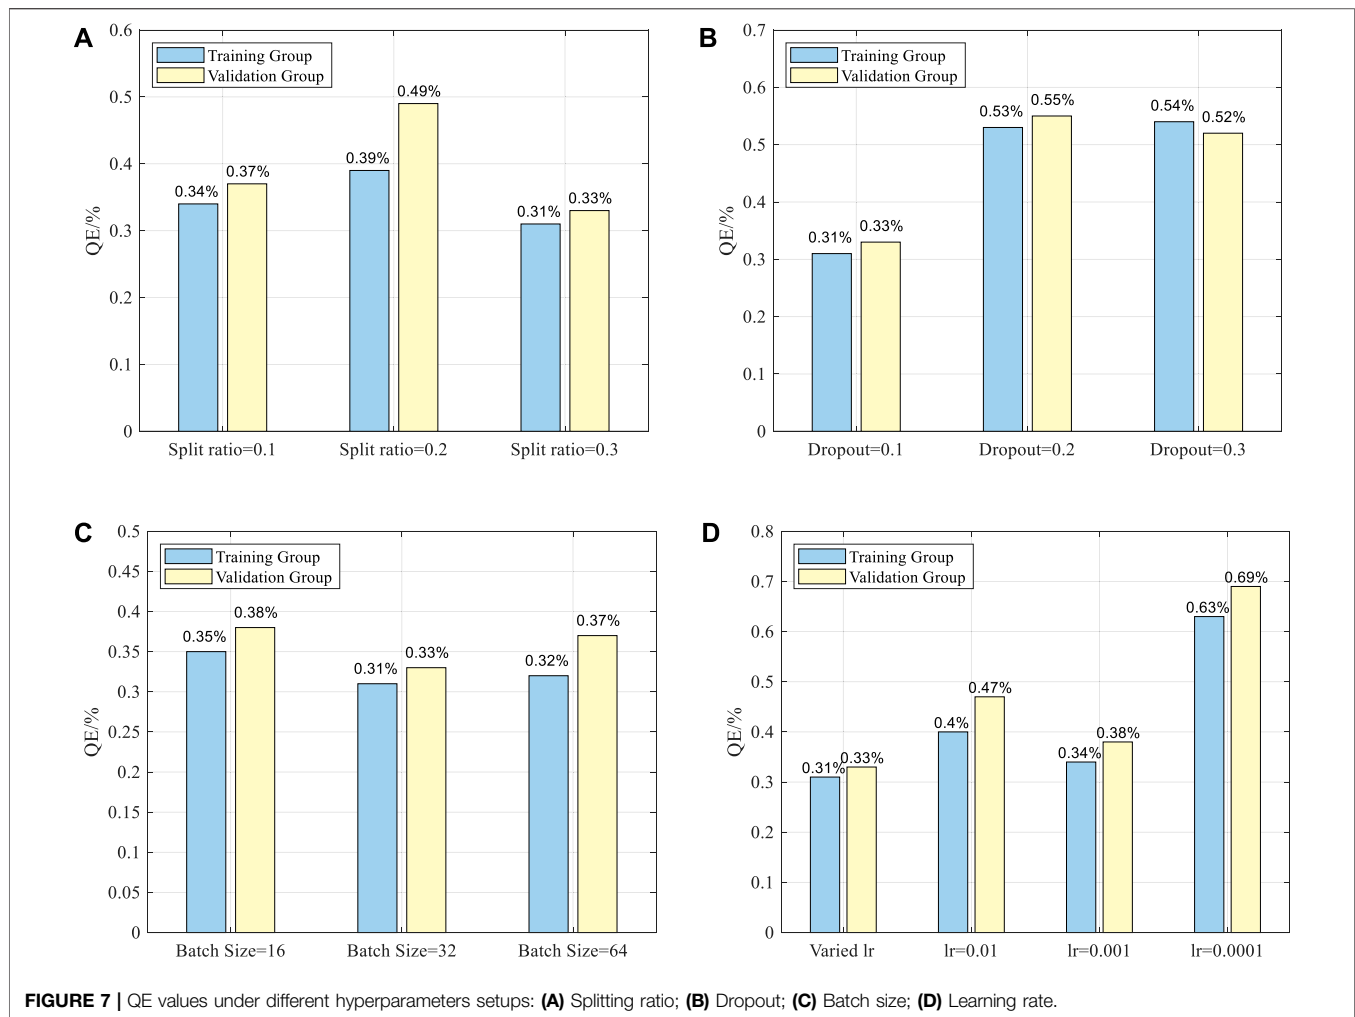 A
0.6
0.5
0.4
0.3
0.2
0.1
0
QE/%
Training Group
Validation Group
0.34%
0.37%
0.39%
0.49%
0.31%
0.33%
Split ratio=0.1
Split ratio=0.2
Split ratio=0.3
B
0.7
0.6
0.5
0.4
0.3
0.2
0.1
0
QE/%
Training Group
Validation Group
0.31%
0.33%
0.53%
0.55%
0.54%
0.52%
Dropout=0.1
Dropout=0.2
Dropout=0.3
C
0.5
0.45
0.4
0.35
0.3
0.25
0.2
0.15
0.1
0.05
0
QE/%
Training Group
Validation Group
0.35%
0.38%
0.31%
0.33%
0.32%
0.37%
Batch Size=16
Batch Size=32
Batch Size=64
D
0.8
0.7
0.6
0.5
0.4
0.3
0.2
0.1
0
QE/%
Training Group
Validation Group
0.31%
0.33%
0.4%
0.47%
0.34%
0.38%
0.63%
0.69%
Varied lr
lr=0.01
lr=0.001
lr=0.0001
FIGURE 7 | QE values under different hyperparameters setups: (A) Splitting ratio; (B) Dropout; (C) Batch size; (D) Learning rate.